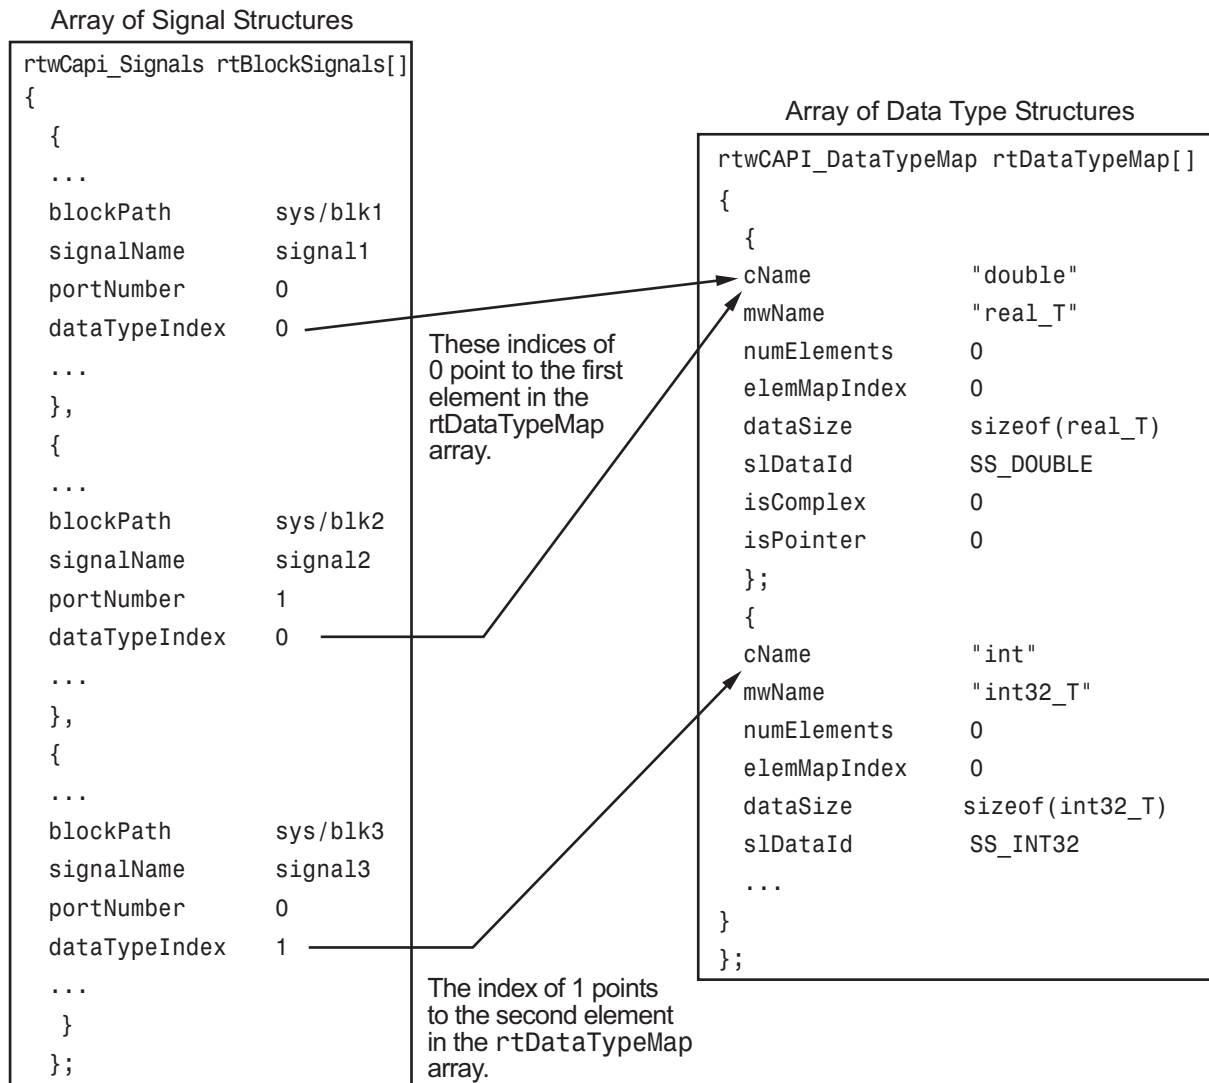 Array of Signal Structures
rtwCapi_Signals rtBlockSignals[]
{
{
...
blockPath sys/blk1
signalName signal1
portNumber 0
dataTypeIndex 0
...
},
{
...
blockPath sys/blk2
signalName signal2
portNumber 1
dataTypeIndex 0
...
},
{
...
blockPath sys/blk3
signalName signal3
portNumber 0
dataTypeIndex 1
...
}
};
These indices of
0 point to the first
element in the
rtDataTypeMap
array.
The index of 1 points
to the second element
in the rtDataTypeMap
array.
Array of Data Type Structures
rtwCAPI_DataTypeMap rtDataTypeMap[]
{
{
cName "double"
mwName "real_T"
numElements 0
elemMapIndex 0
dataSize sizeof(real_T)
slDataId SS_DOUBLE
isComplex 0
isPointer 0
};
{
cName "int"
mwName "int32_T"
numElements 0
elemMapIndex 0
dataSize sizeof(int32_T)
slDataId SS_INT32
...
}
};